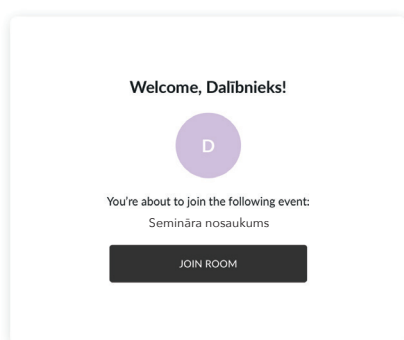 Welcome, Dalībnieks!
D
You're about to join the following event:
Semināra nosaukums
JOIN ROOM